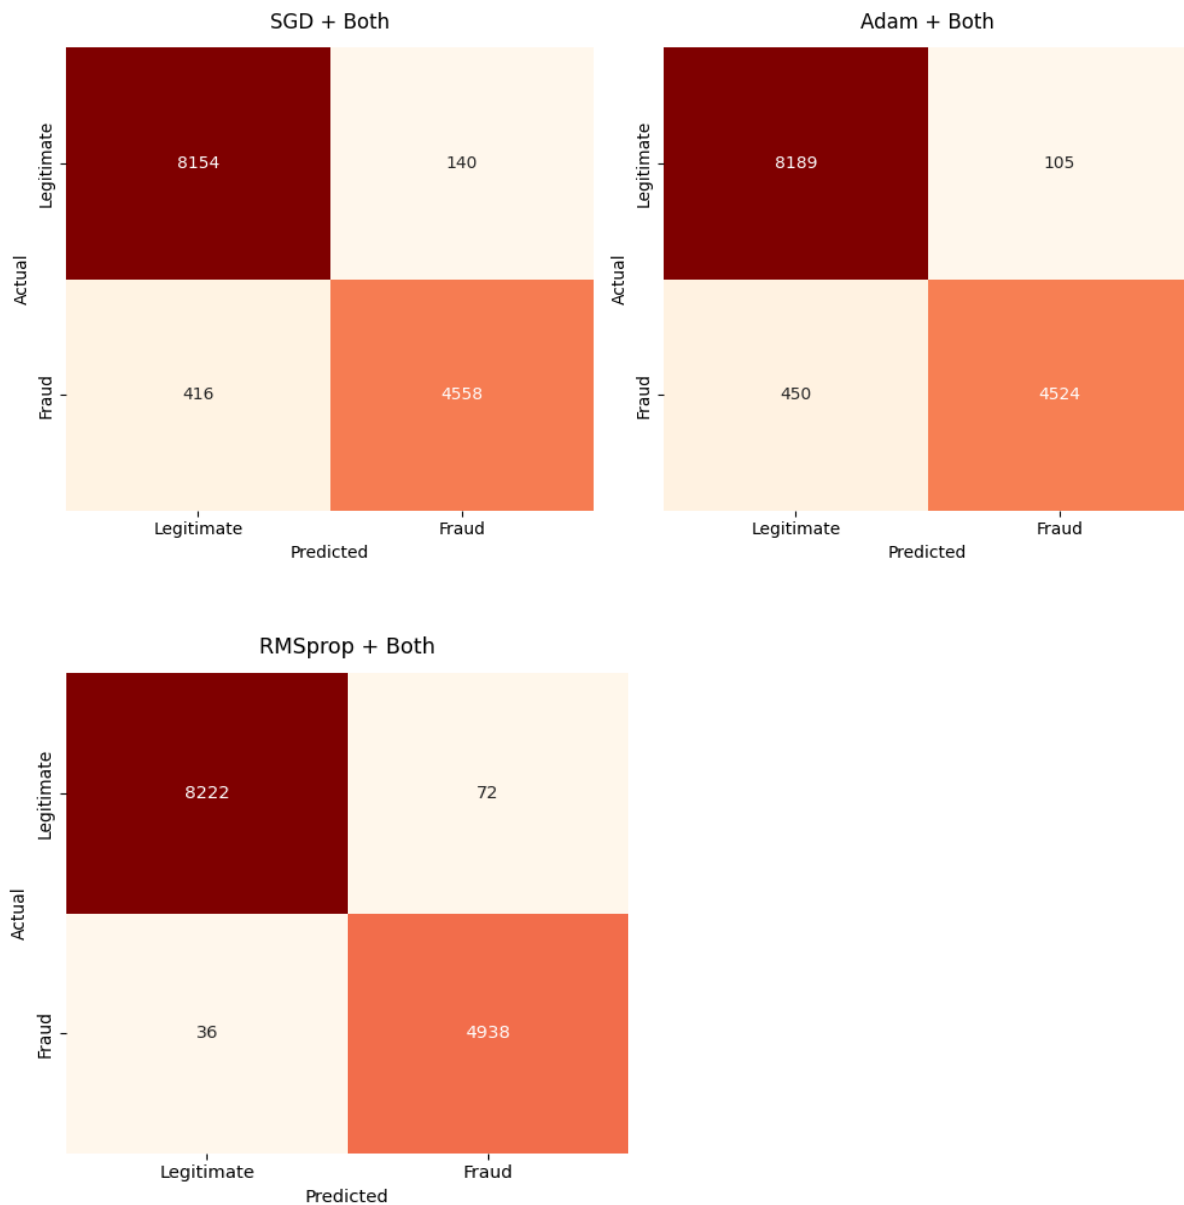 SGD + Both
Legitimate
8154 140
Actual
Fraud
416 4558
Legitimate Fraud
Predicted
Adam + Both
Legitimate
8189 105
Actual
Fraud
450 4524
Legitimate Fraud
Predicted
RMSprop + Both
Legitimate
8222 72
Actual
Fraud
36 4938
Legitimate Fraud
Predicted